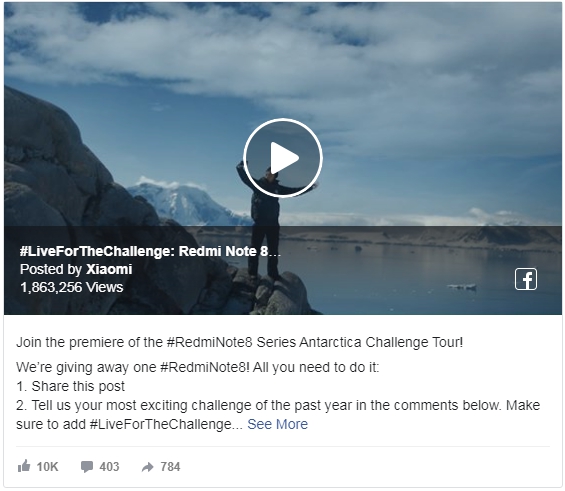 #LiveForTheChallenge: Redmi Note 8...
Posted by Xiaomi
1,863,256 Views
Join the premiere of the #RedmiNote8 Series Antarctica Challenge Tour!
We’re giving away one #RedmiNote8! All you need to do it:
1. Share this post
2. Tell us your most exciting challenge of the past year in the comments below. Make
sure to add #LiveForTheChallenge... See More
10K 403 784